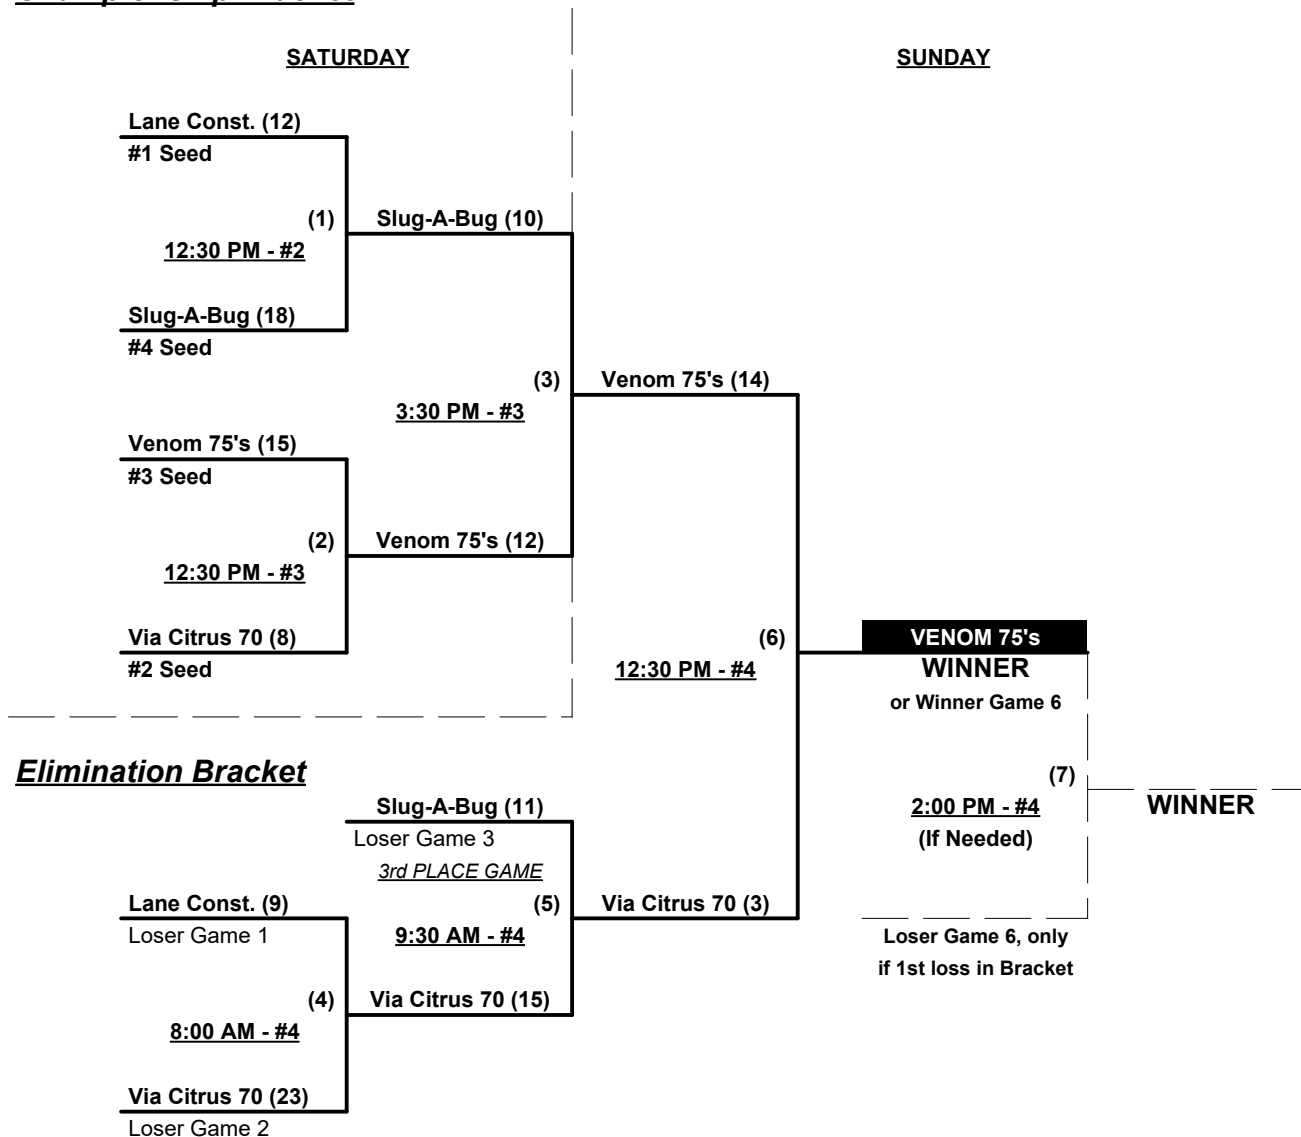 SATURDAY
SUNDAY
Lane Const. (12)
#1 Seed
(1)
12:30 PM - #2
Slug-A-Bug (10)
Slug-A-Bug (18)
#4 Seed
(3)
3:30 PM - #3
Venom 75's (14)
Venom 75's (15)
#3 Seed
(2)
12:30 PM - #3
Venom 75's (12)
Via Citrus 70 (8)
#2 Seed
(6)
12:30 PM - #4
VENOM 75's
WINNER
or Winner Game 6
Elimination Bracket
(7)
2:00 PM - #4
(If Needed)
WINNER
Slug-A-Bug (11)
Loser Game 3
3rd PLACE GAME
Lane Const. (9)
Loser Game 1
(5)
9:30 AM - #4
Via Citrus 70 (3)
Loser Game 6, only
if 1st loss in Bracket
(4)
8:00 AM - #4
Via Citrus 70 (15)
Via Citrus 70 (23)
Loser Game 2